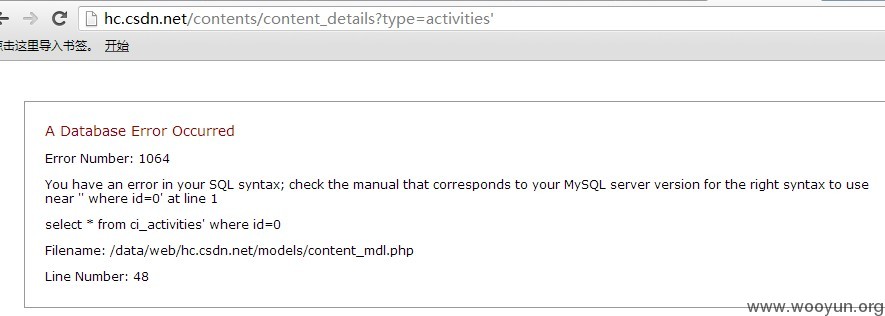 hc.csdn.net/contents/content_details?type=activities'
点击这里导入书签。 开始
A Database Error Occurred
Error Number: 1064
You have an error in your SQL syntax; check the manual that corresponds to your MySQL server version for the right syntax to use
near '' where id=0' at line 1
select * from ci_activities' where id=0
Filename: /data/web/hc.csdn.net/models/content_mdl.php
Line Number: 48
www.wooyun.org